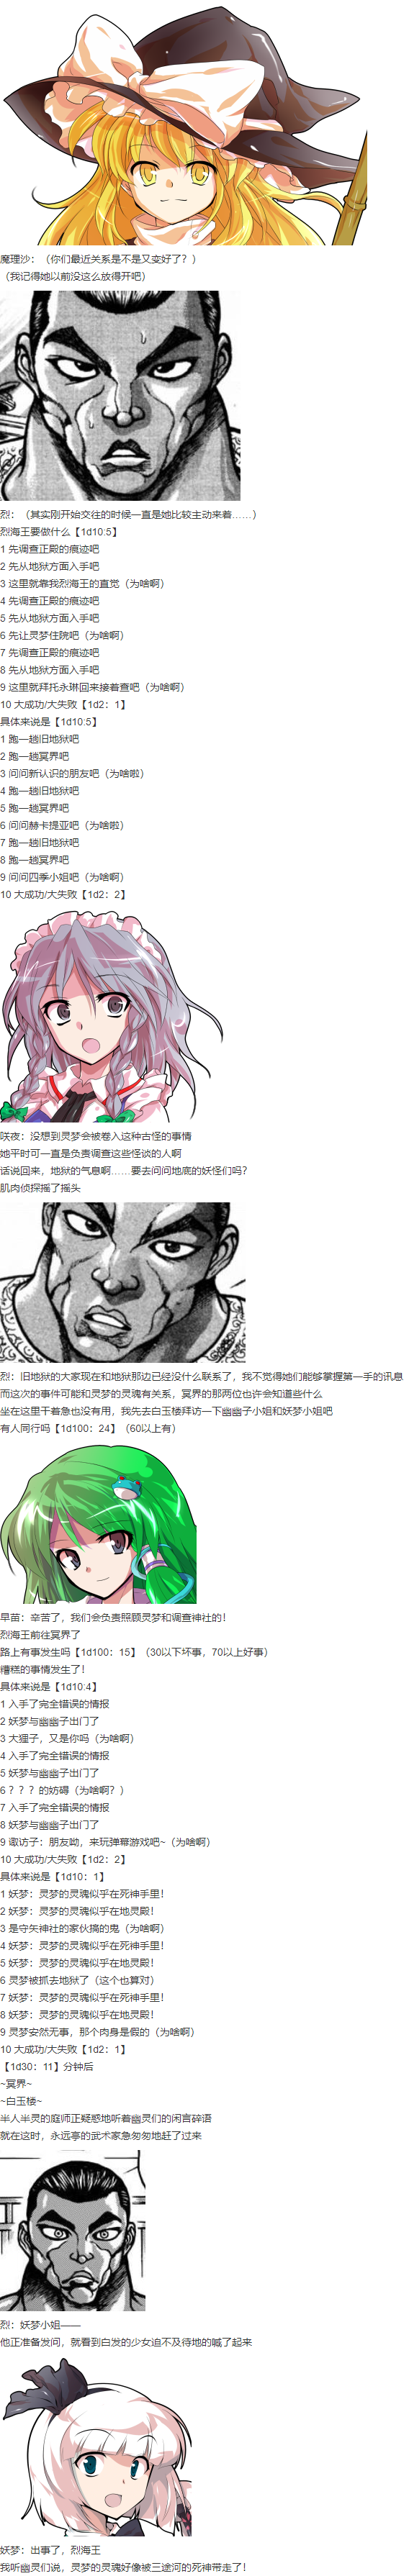 魔理沙：（你们最近关系是不是又变好了？）
（我记得她以前没这么放得开吧）
烈：（其实刚开始交往的时候一直是她比较主动来着……）
烈海王要做什么【1d10:5】
1 先调查正殿的痕迹吧
2 先从地狱方面入手吧
3 这里就靠我烈海王的直觉（为啥啊）
4 先调查正殿的痕迹吧
5 先从地狱方面入手吧
6 先让灵梦住院吧（为啥啊）
7 先调查正殿的痕迹吧
8 先从地狱方面入手吧
9 这里就拜托永琳回来接着查吧（为啥啊）
10 大成功/大失败【1d2：1】
具体来说是【1d10:5】
1 跑一趟旧地狱吧
2 跑一趟冥界吧
3 问问新认识的朋友吧（为啥啦）
4 跑一趟旧地狱吧
5 跑一趟冥界吧
6 问问赫卡提亚吧（为啥啦）
7 跑一趟旧地狱吧
8 跑一趟冥界吧
9 问问四季小姐吧（为啥啊）
10 大成功/大失败【1d2：2】
咲夜：没想到灵梦会被卷入这种古怪的事情
她平时可一直是负责调查这些怪谈的人啊
话说回来，地狱的气息啊……要去问问地底的妖怪们吗？
肌肉侦探摇了摇头
烈：旧地狱的大家现在和地狱那边已经没什么联系了，我不觉得她们能够掌握第一手的讯息
而这次的事件可能和灵梦的灵魂有关系，冥界的那两位也许会知道些什么
坐在这里干着急也没有用，我先去白玉楼拜访一下幽幽子小姐和妖梦小姐吧
有人同行吗【1d100：24】（60以上有）
早苗：辛苦了，我们会负责照顾灵梦和调查神社的！
烈海王前往冥界了
路上有事发生吗【1d100：15】（30以下坏事，70以上好事）
糟糕的事情发生了！
具体来说是【1d10:4】
1 入手了完全错误的情报
2 妖梦与幽幽子出门了
3 大狸子，又是你吗（为啥啊）
4 入手了完全错误的情报
5 妖梦与幽幽子出门了
6 ？？？的妨碍（为啥啊？）
7 入手了完全错误的情报
8 妖梦与幽幽子出门了
9 诹访子：朋友呦，来玩弹幕游戏吧~（为啥啊）
10 大成功/大失败【1d2：2】
具体来说是【1d10：1】
1 妖梦：灵梦的灵魂似乎在死神手里！
2 妖梦：灵梦的灵魂似乎在地灵殿！
3 是守矢神社的家伙搞的鬼（为啥啊）
4 妖梦：灵梦的灵魂似乎在死神手里！
5 妖梦：灵梦的灵魂似乎在地灵殿！
6 灵梦被抓去地狱了（这个也算对）
7 妖梦：灵梦的灵魂似乎在死神手里！
8 妖梦：灵梦的灵魂似乎在地灵殿！
9 灵梦安然无事，那个肉身是假的（为啥啊）
10 大成功/大失败【1d2：1】
【1d30：11】分钟后
~冥界~
~白玉楼~
半人半灵的庭师正疑惑地听着幽灵们的闲言碎语
就在这时，永远亭的武术家急匆匆地赶了过来
烈：妖梦小姐——
他正准备发问，就看到白发的少女迫不及待地的喊了起来
妖梦：出事了，烈海王
我听幽灵们说，灵梦的灵魂好像被三途河的死神带走了！